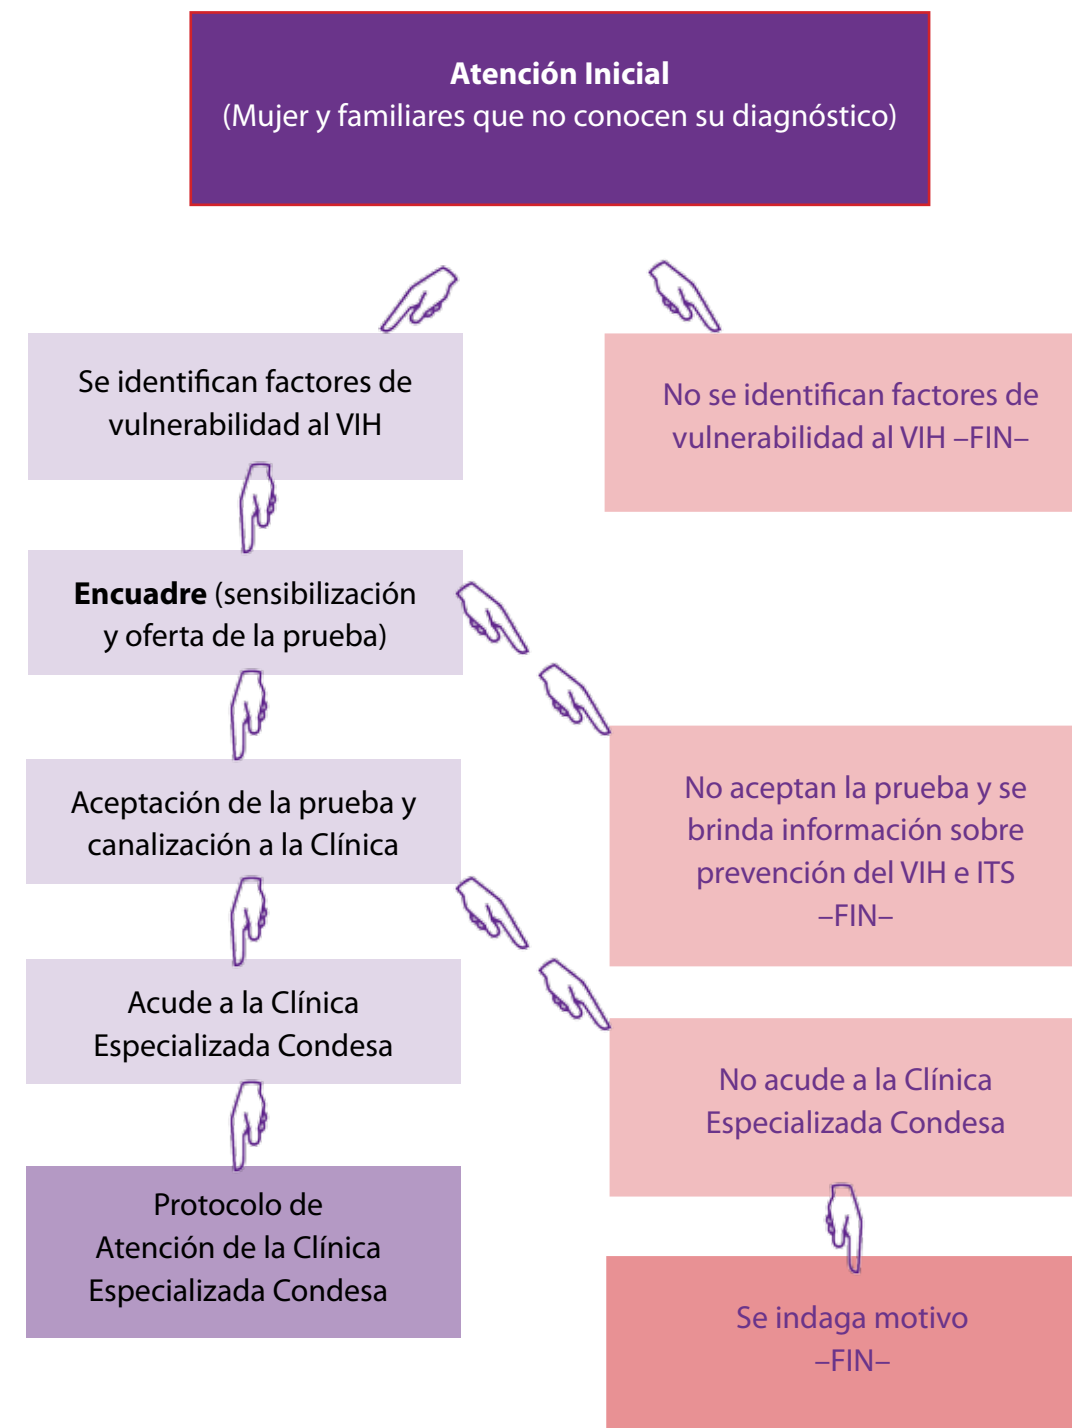 Atención Inicial
(Mujer y familiares que no conocen su diagnóstico)
Se identifican factores de
vulnerabilidad al VIH
No se identifican factores de
vulnerabilidad al VIH –FIN–
Encuadre (sensibilización
y oferta de la prueba)
No aceptan la prueba y se
brinda información sobre
prevención del VIH e ITS
–FIN–
Aceptación de la prueba y
canalización a la Clínica
Acude a la Clínica
Especializada Condesa
No acude a la Clínica
Especializada Condesa
Protocolo de
Atención de la Clínica
Especializada Condesa
Se indaga motivo
–FIN–